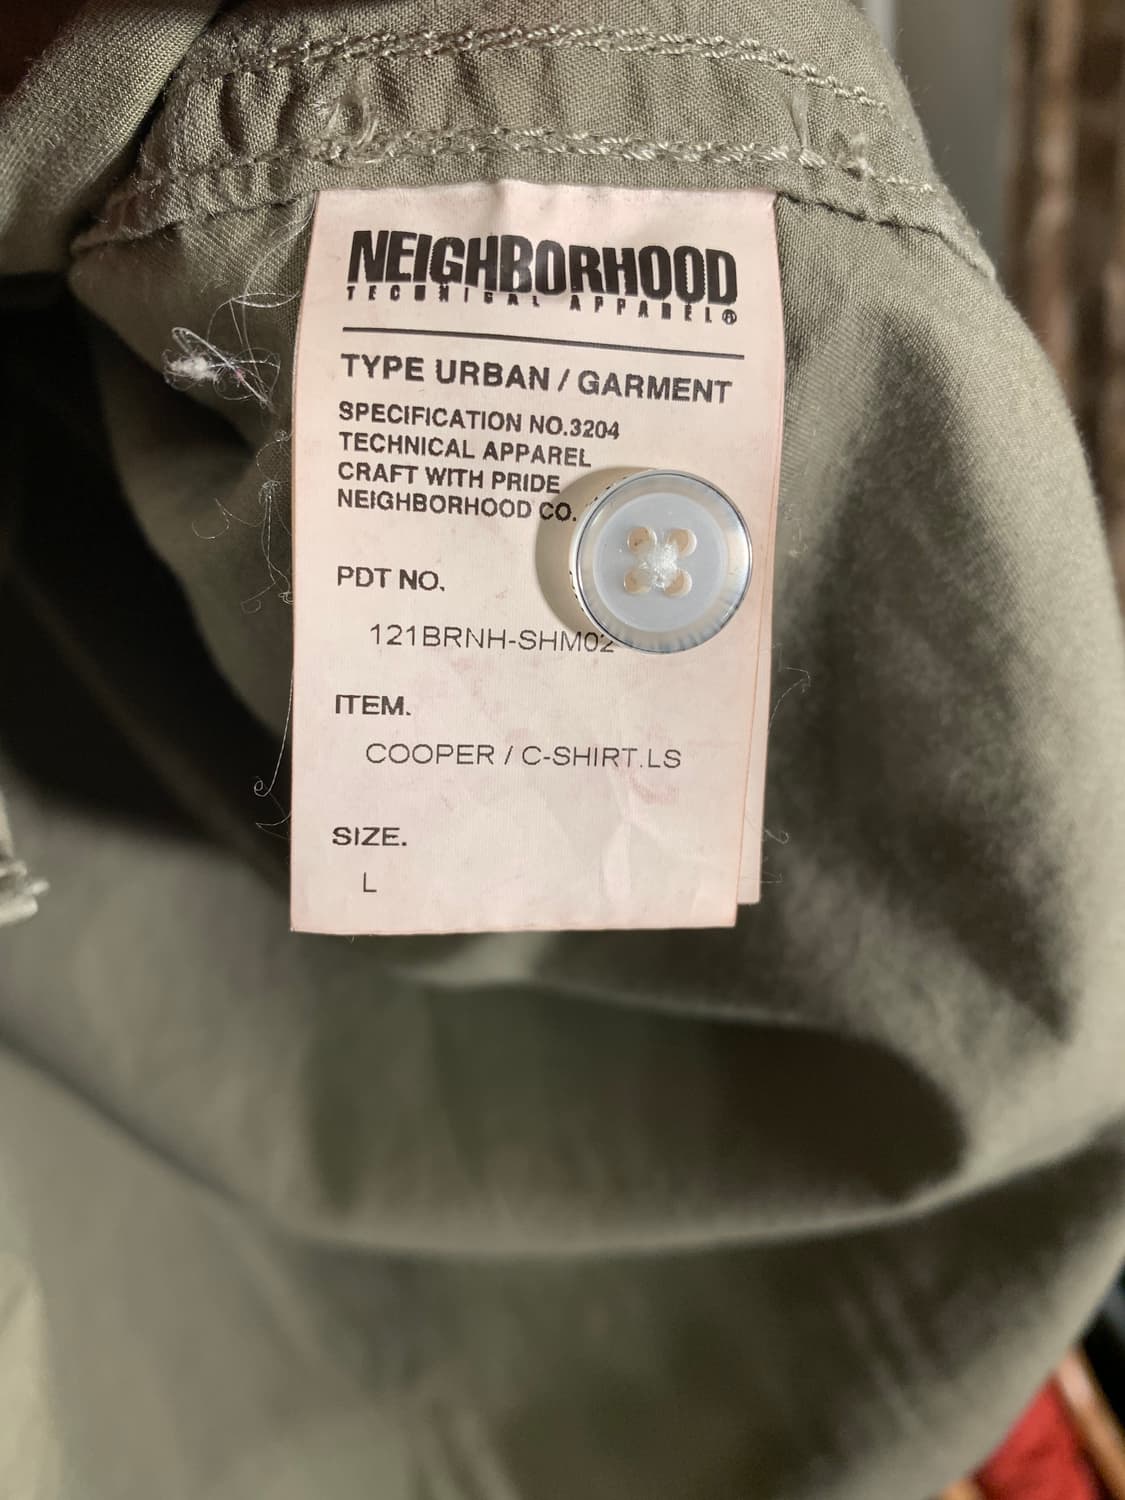 NEIGHBORHOOD
TECHNICAL APPAREL®
TYPE URBAN / GARMENT
SPECIFICATION NO.3204
TECHNICAL APPAREL
CRAFT WITH PRIDE
NEIGHBORHOOD CO.
PDT NO.
121BRNH-SHM02
ITEM.
COOPER / C-SHIRT.LS
SIZE.
L